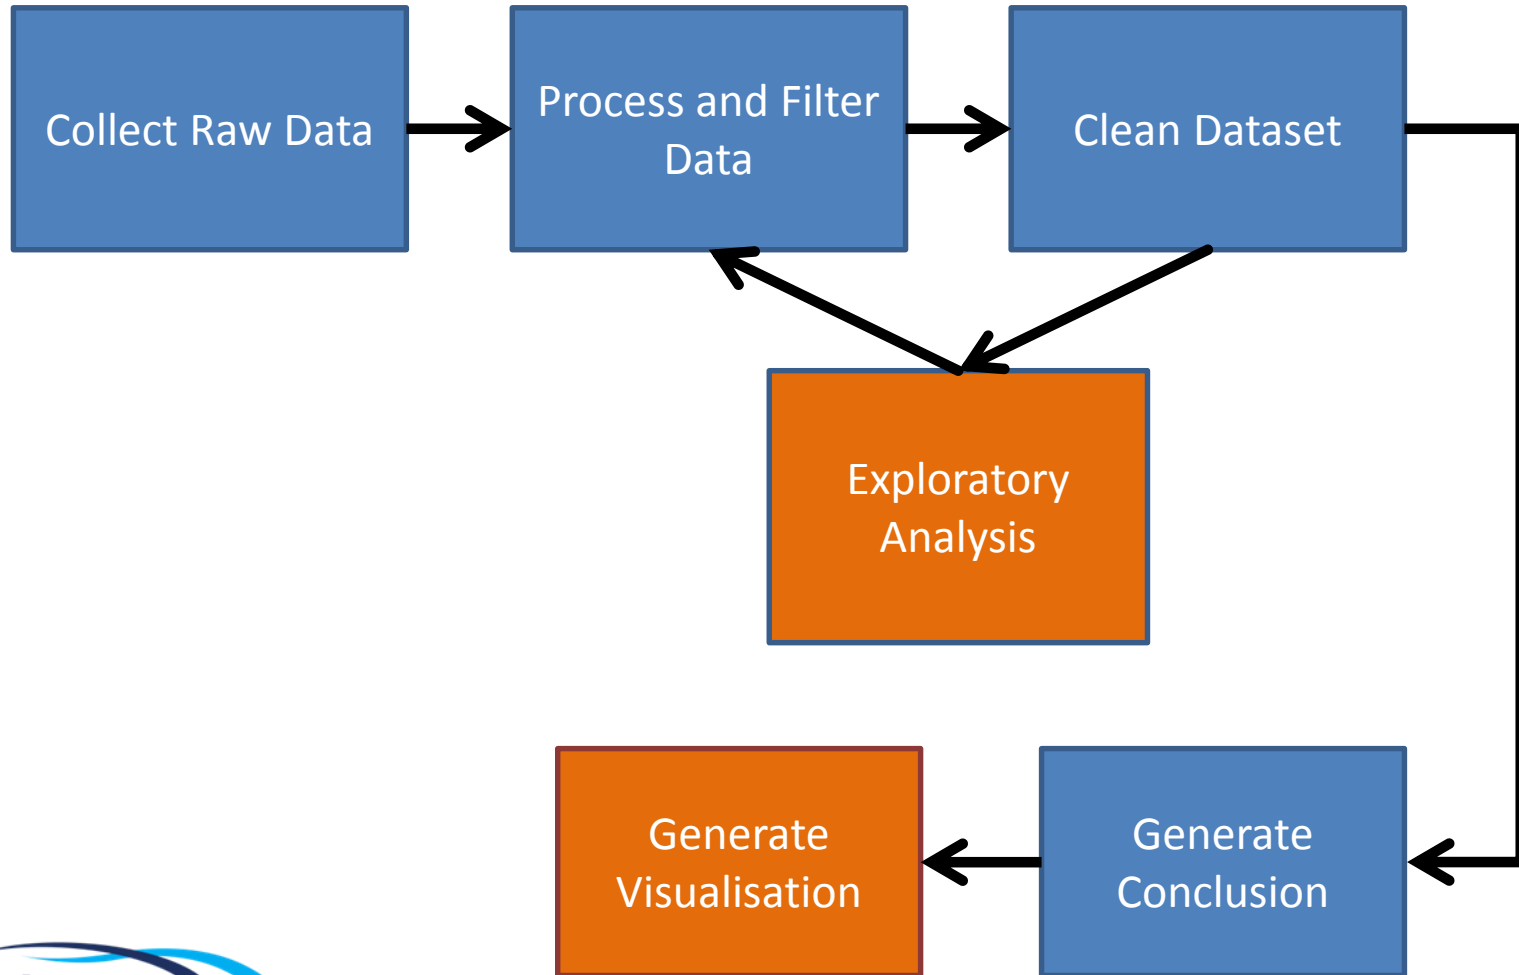 Collect Raw Data
Process and Filter
Data
Clean Dataset
Exploratory
Analysis
Generate
Visualisation
Generate
Conclusion